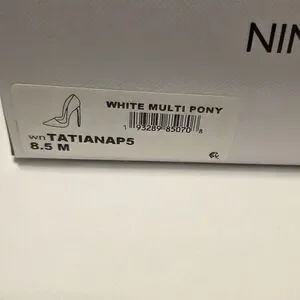 NIN
WHITE MULTI PONY
1 93289 85070 8
wn TATIANAP5
8.5 M